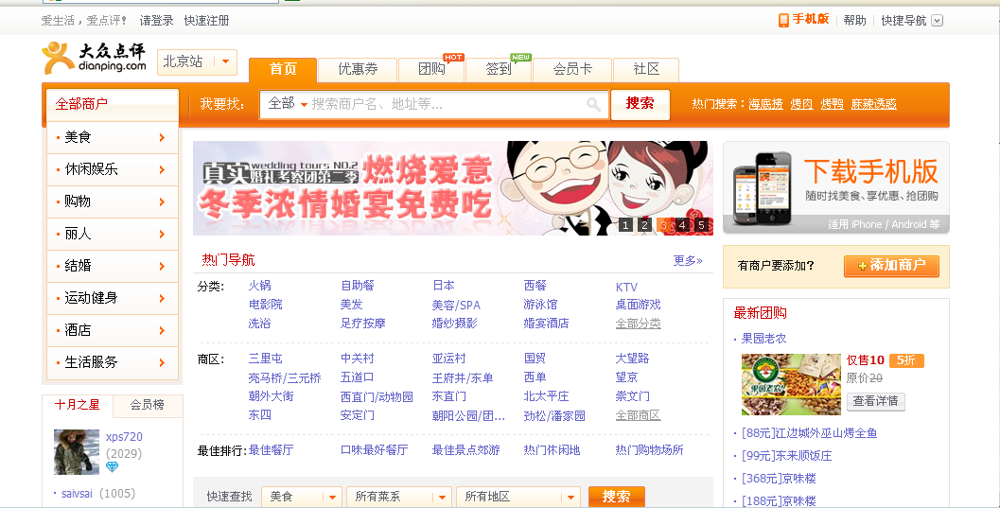 爱生活，爱点评! 请登录 快速注册 手机版 帮助 快捷导航
大众点评 dianping.com 北京站
首页 优惠券 团购 HOT 签到 NEW 会员卡 社区
全部商户 我要找： 全部 搜索商户名、地址等... 搜索 热门搜索：海底捞 烤肉 烤鸭 麻辣诱惑
美食
休闲娱乐
购物
丽人
结婚
运动健身
酒店
生活服务
十月之星 会员榜
xps720
(2029)
saivsai (1005)
真实 wedding tours NO.2 婚礼考察团第二季 燃烧爱意
冬季浓情婚宴免费吃
1 2 3 4 5
热门导航 更多»
分类: 火锅 自助餐 日本 西餐 KTV
电影院 美发 美容/SPA 游泳馆 桌面游戏
洗浴 足疗按摩 婚纱摄影 婚宴酒店 全部分类
商区: 三里屯 中关村 亚运村 国贸 大望路
亮马桥/三元桥 五道口 王府井/东单 西单 望京
朝外大街 西直门/动物园 东直门 北太平庄 崇文门
东四 安定门 朝阳公园/团... 劲松/潘家园 全部商区
最佳排行: 最佳餐厅 口味最好餐厅 最佳景点郊游 热门休闲地 热门购物场所
快速查找 美食 所有菜系 所有地区 搜索
下载手机版
随时找美食、享优惠、抢团购
适用 iPhone / Android 等
有商户要添加? 添加商户
最新团购
果园老农
果园老农
仅售10 5折
原价20
查看详情
[88元]江边城外巫山烤全鱼
[99元]东来顺饭庄
[368元]京味楼
[188元]京味楼